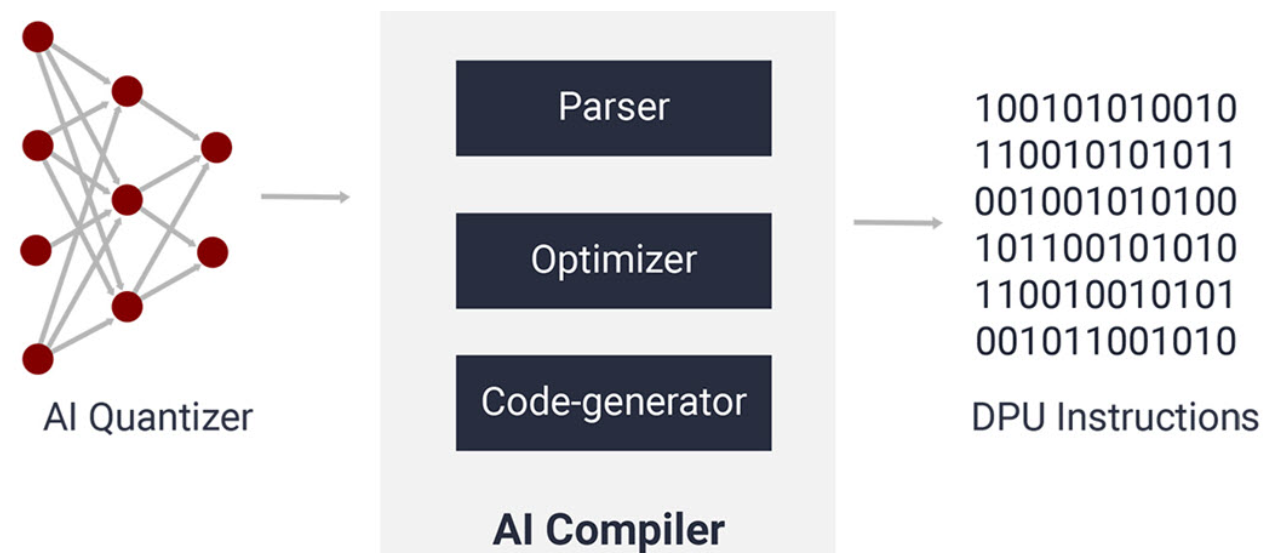 AI Quantizer
Parser
Optimizer
Code-generator
AI Compiler
100101010010
110010101011
001001010100
101100101010
110010010101
001011001010
DPU Instructions